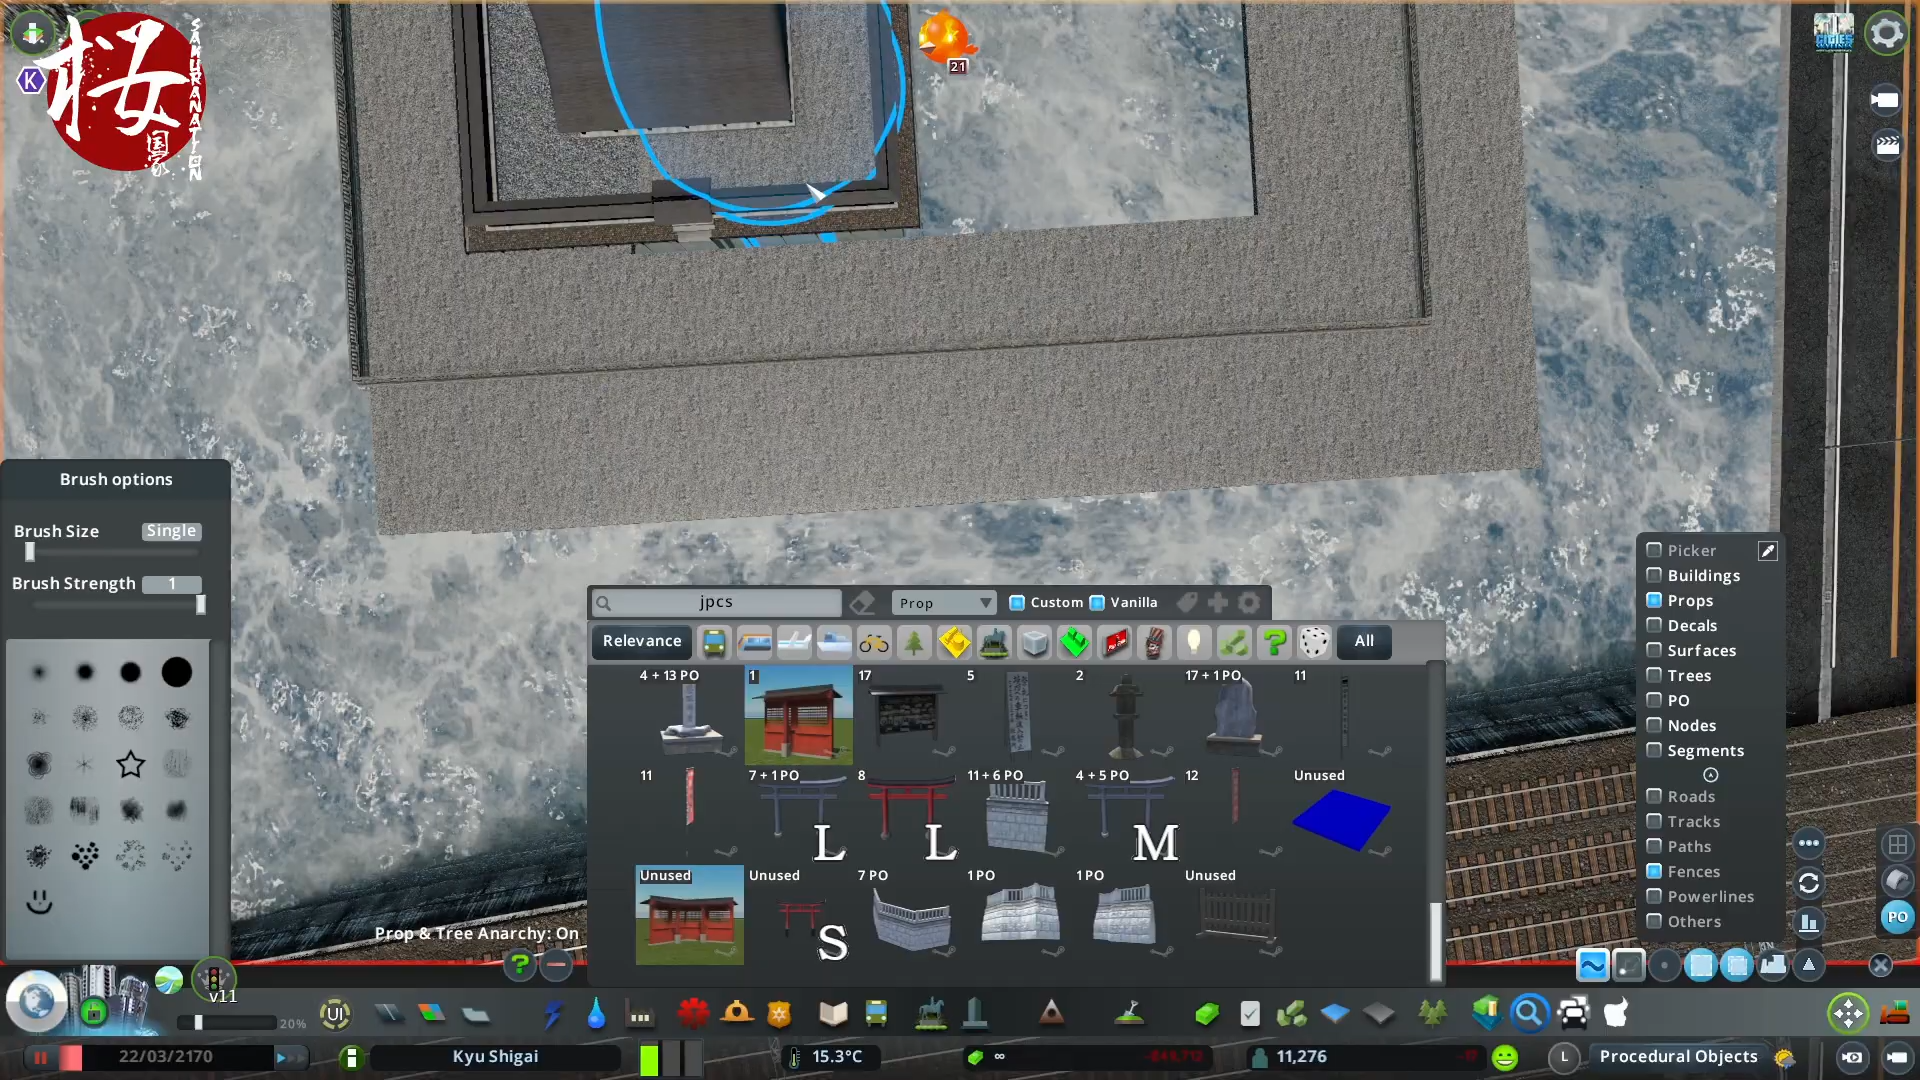 桜
国家
SAKURANATION
K
21
CITIES
Brush options
Brush Size
Single
Brush Strength
1
jpcs
Prop
Custom
Vanilla
Relevance
All
4 + 13 PO
1
17
5
2
17 + 1 PO
11
11
7 + 1 PO
8
11 + 6 PO
4 + 5 PO
12
Unused
L
L
M
Unused
Unused
7 PO
1 PO
1 PO
Unused
S
Picker
Buildings
Props
Decals
Surfaces
Trees
PO
Nodes
Segments
Roads
Tracks
Paths
Fences
Powerlines
Others
PO
Prop & Tree Anarchy: On
v11
20%
UI
22/03/2170
Kyu Shigai
15.3°C
∞
11,276
L
Procedural Objects